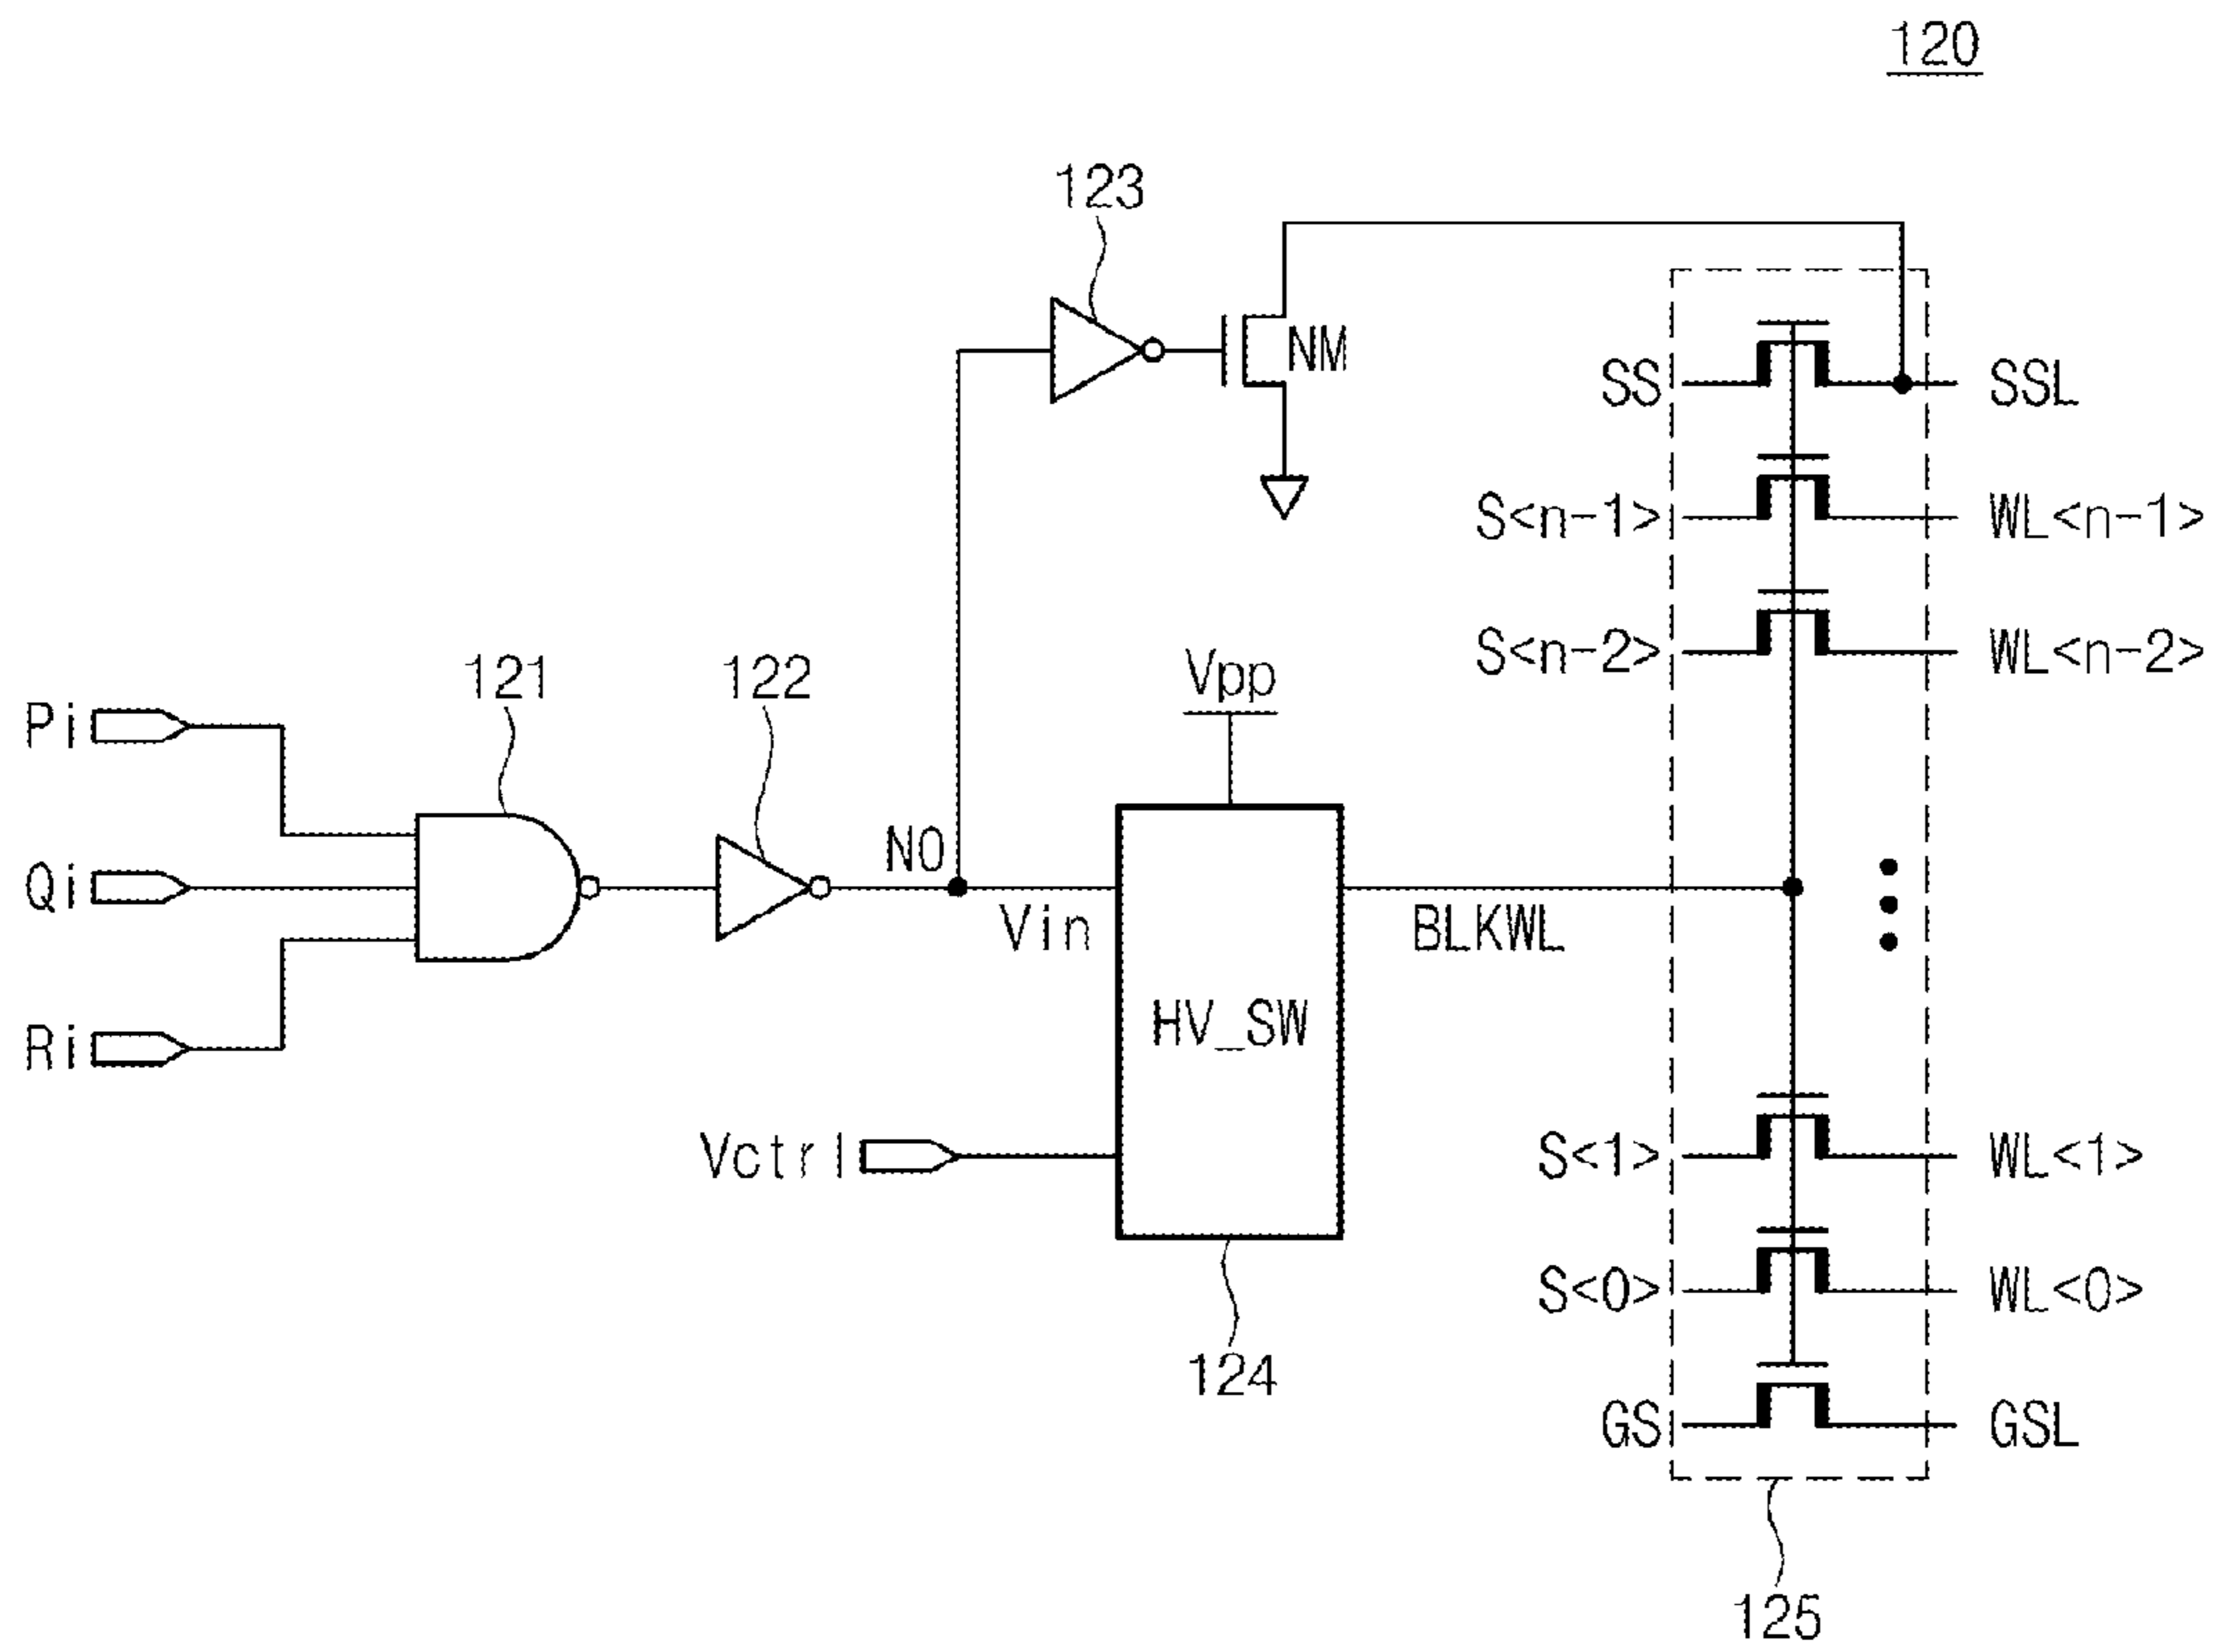 120
123
NM
SS
SSL
S<n-1>
WL<n-1>
S<n-2>
WL<n-2>
121
122
Vpp
Pi
Qi
Ri
NO
Vin
BLKWL
HV_SW
Vctrl
S<1>
WL<1>
S<0>
WL<0>
124
GS
GSL
125